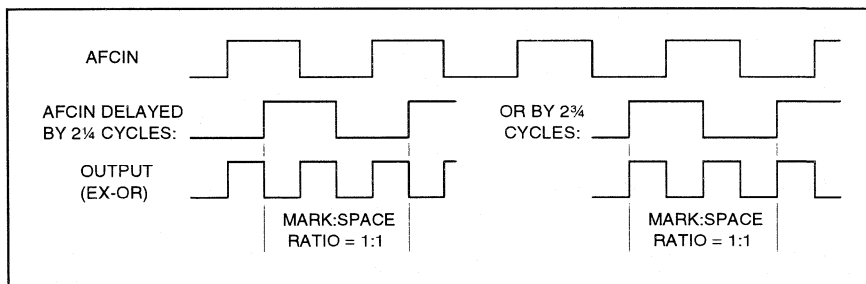 AFCIN
AFCIN DELAYED
BY 2¼ CYCLES:
OR BY 2¾
CYCLES:
OUTPUT
(EX-OR)
MARK:SPACE
RATIO = 1:1
MARK:SPACE
RATIO = 1:1